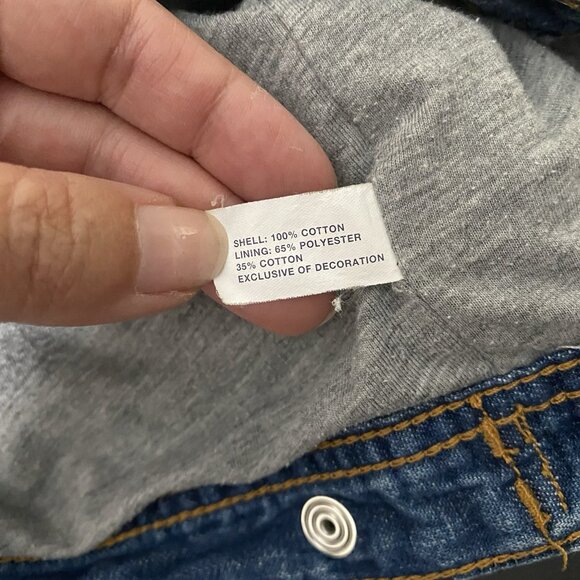 SHELL: 100% COTTON
LINING: 65% POLYESTER
35% COTTON
EXCLUSIVE OF DECORATION